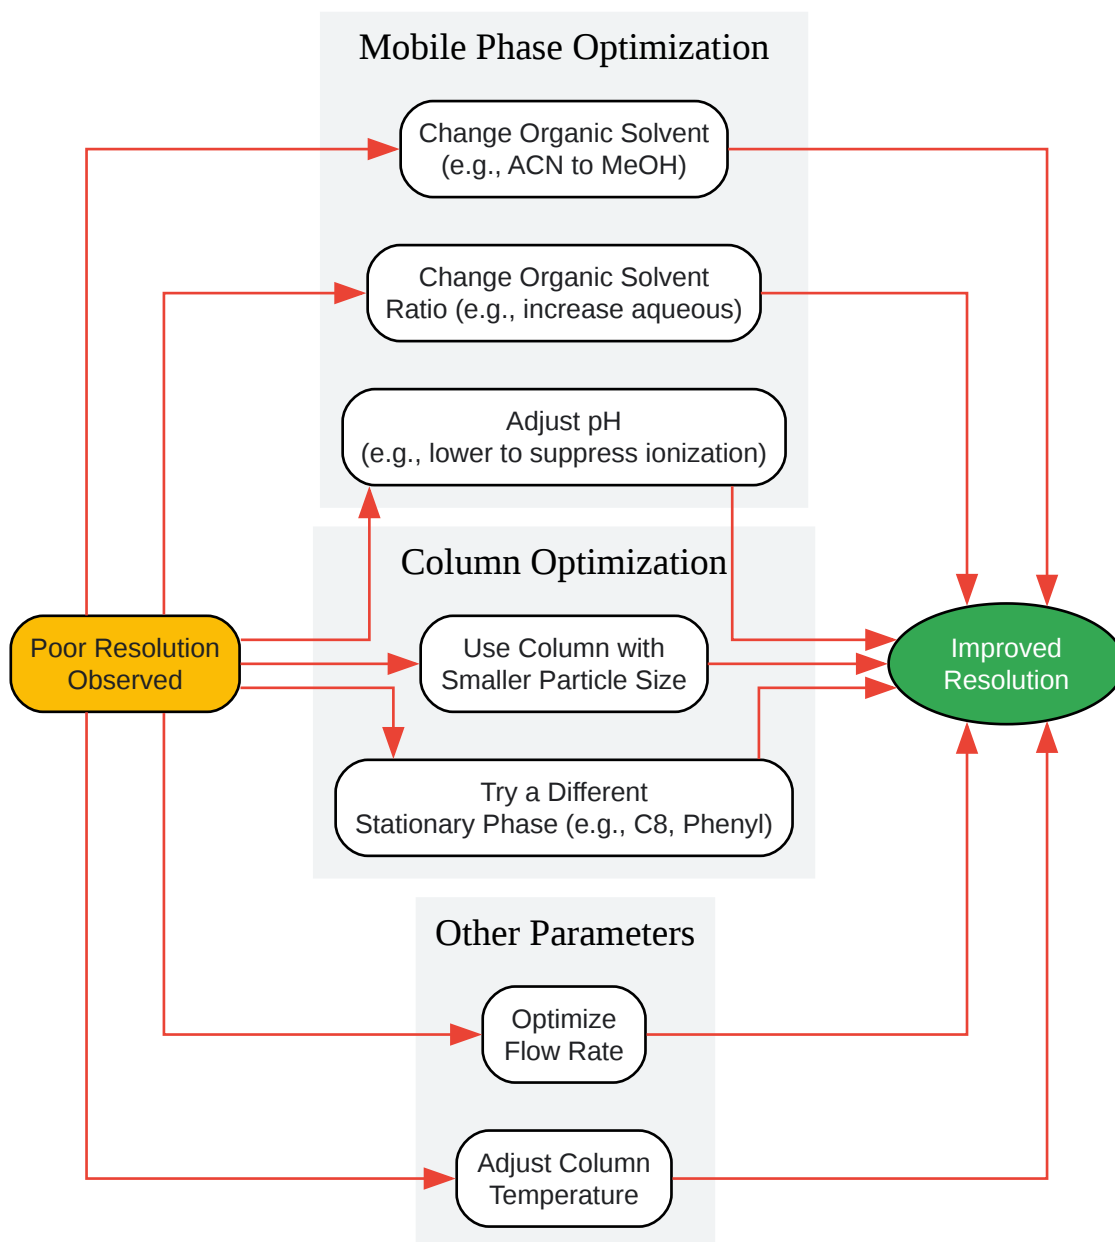 Mobile Phase Optimization
Change Organic Solvent
(e.g., ACN to MeOH)
Change Organic Solvent
Ratio (e.g., increase aqueous)
Adjust pH
(e.g., lower to suppress ionization)
Column Optimization
Poor Resolution
Observed
Use Column with
Smaller Particle Size
Improved
Resolution
Try a Different
Stationary Phase (e.g., C8, Phenyl)
Other Parameters
Optimize
Flow Rate
Adjust Column
Temperature